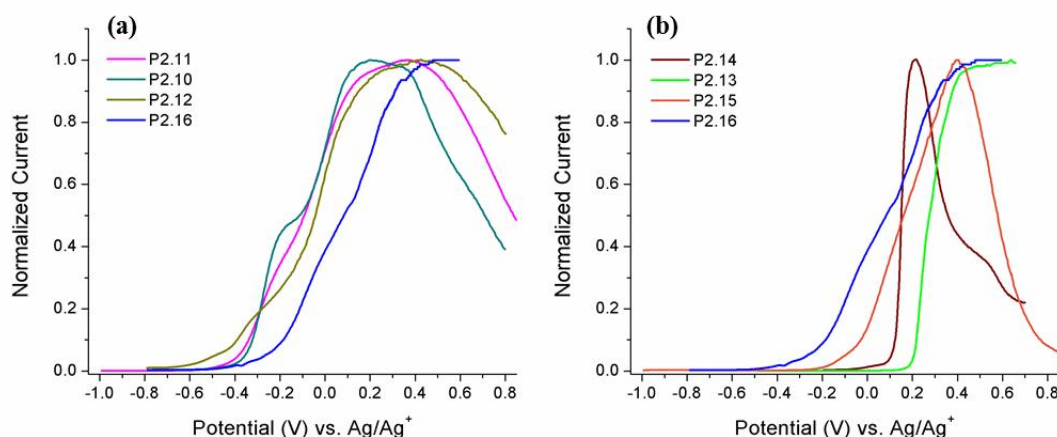 (a)
P2.11
P2.10
P2.12
P2.16
Normalized Current
1.0
0.8
0.6
0.4
0.2
0.0
-1.0 -0.8 -0.6 -0.4 -0.2 0.0 0.2 0.4 0.6 0.8
Potential (V) vs. Ag/Ag⁺
(b)
P2.14
P2.13
P2.15
P2.16
Normalized Current
1.0
0.8
0.6
0.4
0.2
0.0
-1.0 -0.8 -0.6 -0.4 -0.2 0.0 0.2 0.4 0.6 0.8
Potential (V) vs. Ag/Ag⁺